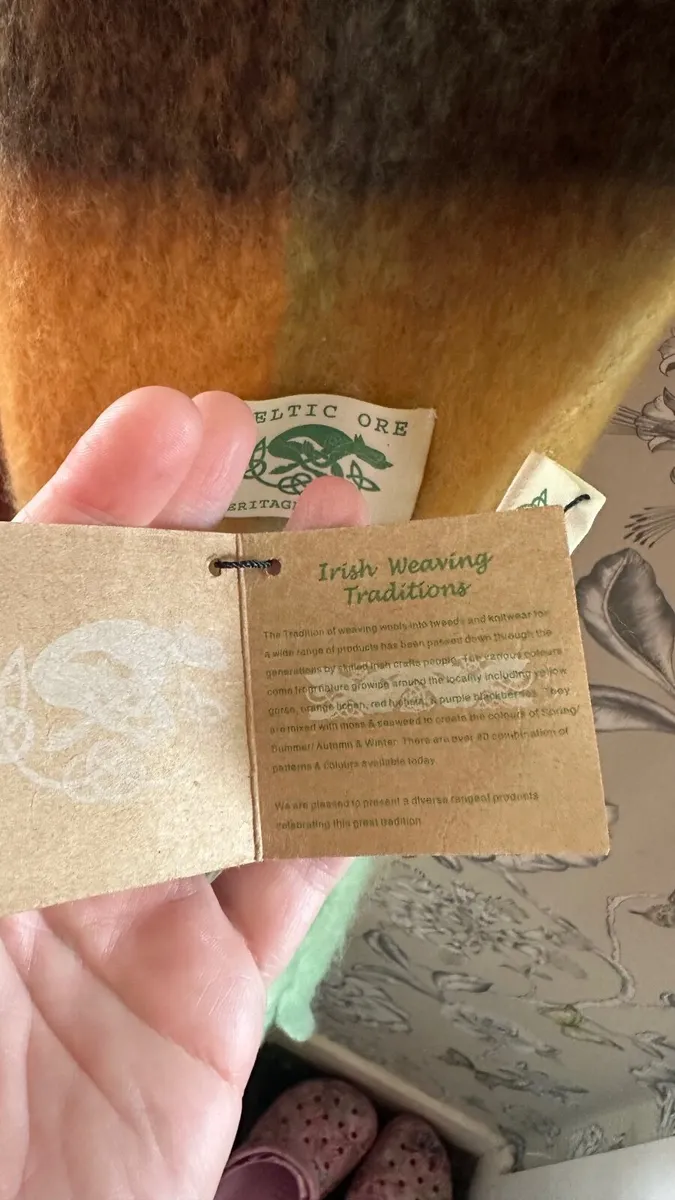 ELTIC ORE
ERITAG
Irish Weaving
Traditions
The Tradition of weaving wools into tweeds and knitwear for
a wide range of products has been passed down through the
generations by skilled Irish crafts people. The various colours
come from nature growing around the locality including yellow
gorse, orange lichen, red fuchsia, & purple blackberries. They
are mixed with moss & seaweed to create the colours of Spring/
Summer/ Autumn & Winter. There are over 40 combination of
patterns & colours available today.
We are pleased to present a diverse range of products
celebrating this great tradition